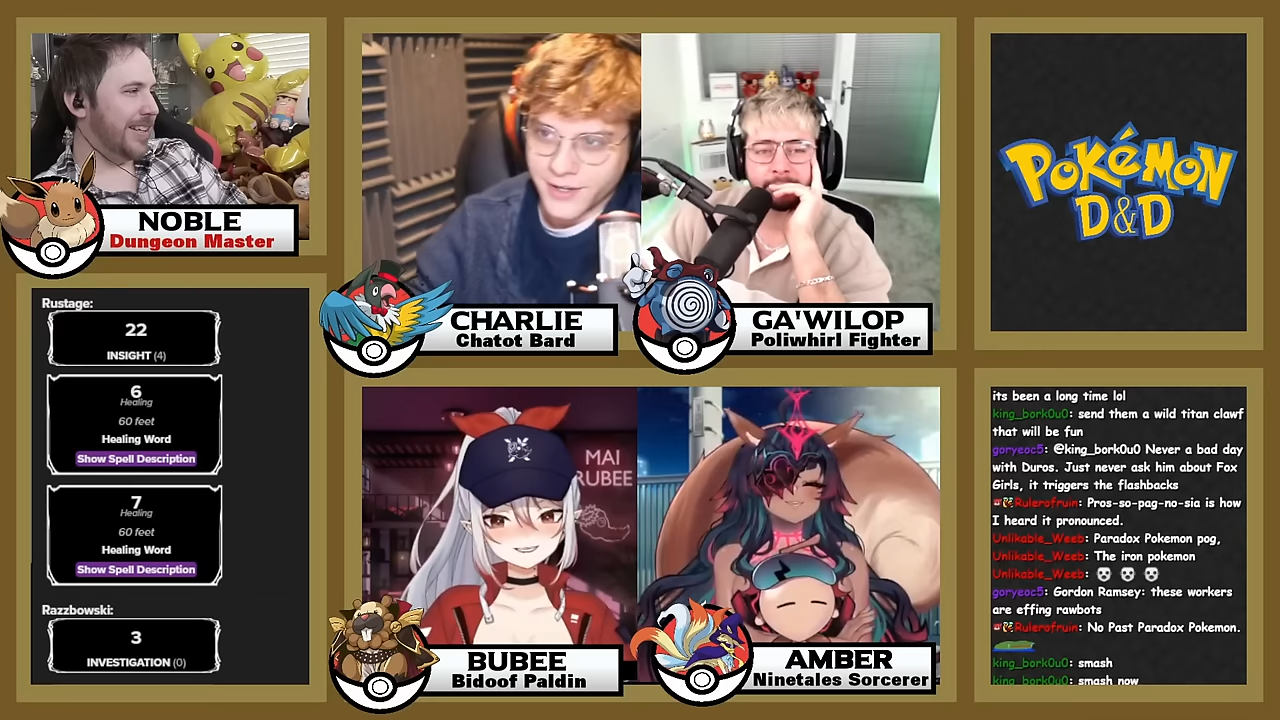 NOBLE
Dungeon Master
Rustage:
22
INSIGHT (4)
6
Healing
60 feet
Healing Word
Show Spell Description
7
Healing
60 feet
Healing Word
Show Spell Description
Razzbowski:
3
INVESTIGATION (0)
CHARLIE
Chatot Bard
GA'WILOP
Poliwhirl Fighter
MAI
RUBEE
BUBEE
Bidoof Paldin
AMBER
Ninetales Sorcerer
POKéMON
D&D
its been a long time lol
king_bork0u0: send them a wild titan clawf
that will be fun
goryeoc5: @king_bork0u0 Never a bad day
with Duros. Just never ask him about Fox
Girls, it triggers the flashbacks
Rulerofruin: Pros-so-pag-no-sia is how
I heard it pronounced.
Unlikable_Weeb: Paradox Pokemon pog,
Unlikable_Weeb: The iron pokemon
Unlikable_Weeb:
goryeoc5: Gordon Ramsey: these workers
are effing rawbots
Rulerofruin: No Past Paradox Pokemon.
king_bork0u0: smash
king_bork0u0: smash now